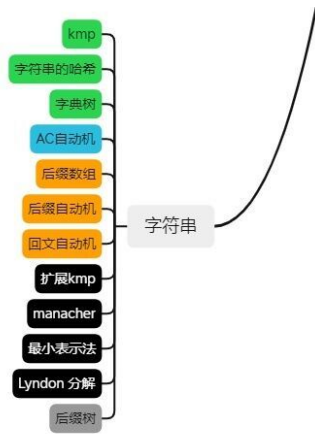 kmp
字符串的哈希
字典树
AC自动机
后缀数组
后缀自动机
回文自动机
扩展kmp
manacher
最小表示法
Lyndon 分解
后缀树
字符串